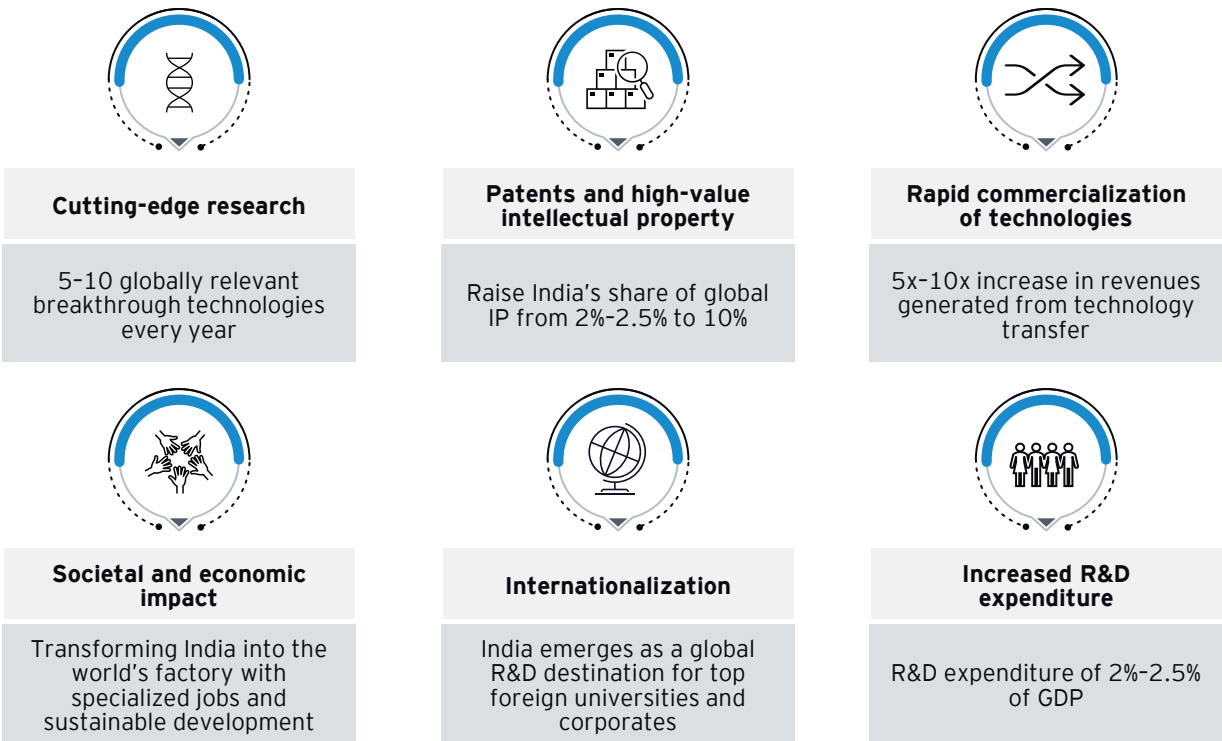 Cutting-edge research
5–10 globally relevant
breakthrough technologies
every year
Patents and high-value
intellectual property
Raise India's share of global
IP from 2%–2.5% to 10%
Rapid commercialization
of technologies
5x–10x increase in revenues
generated from technology
transfer
Societal and economic
impact
Transforming India into the
world's factory with
specialized jobs and
sustainable development
Internationalization
India emerges as a global
R&D destination for top
foreign universities and
corporates
Increased R&D
expenditure
R&D expenditure of 2%–2.5%
of GDP